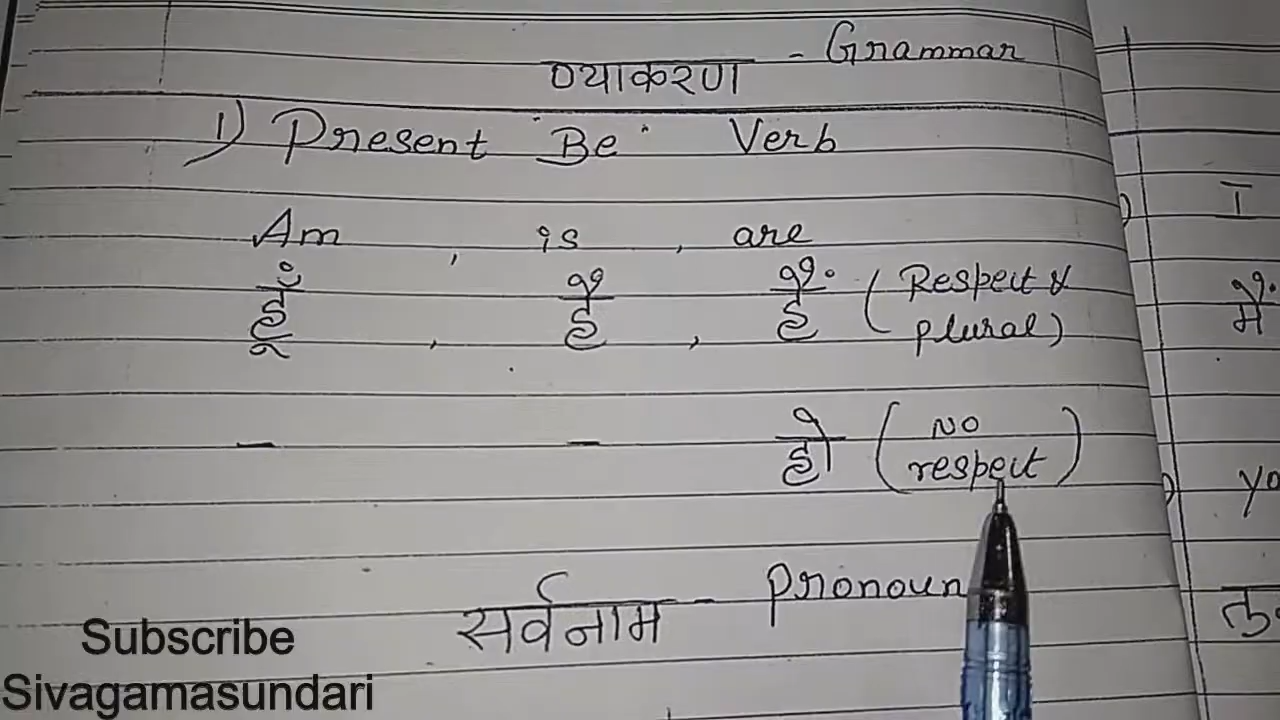 व्याकरण - Grammar
1) Present "Be" Verb
Am , is , are
हूँ , है , हैं ( Respect &
plural)
- - हो ( No
respect )
सर्वनाम - Pronoun
I
मैं
Subscribe
Sivagamasundari